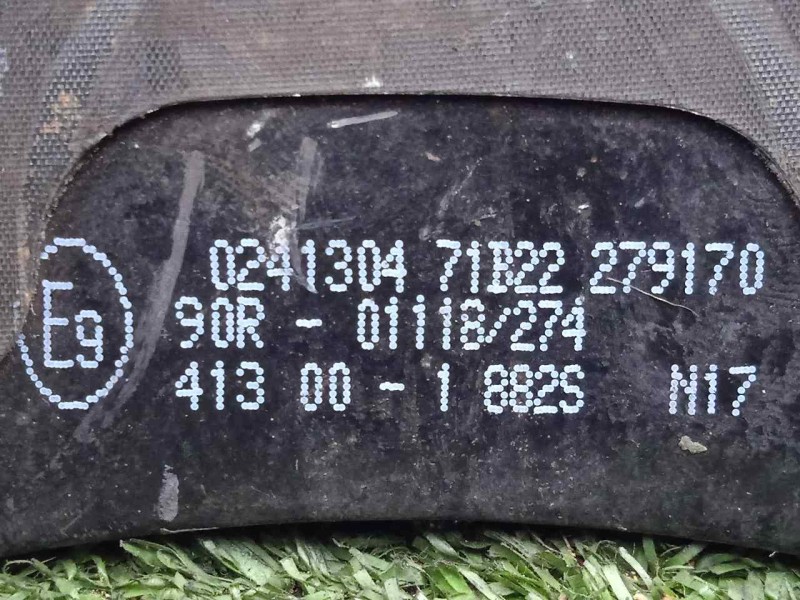 0241304 71B22 279170
E9 90R - 01118/274
413 00 - 1 882S N17